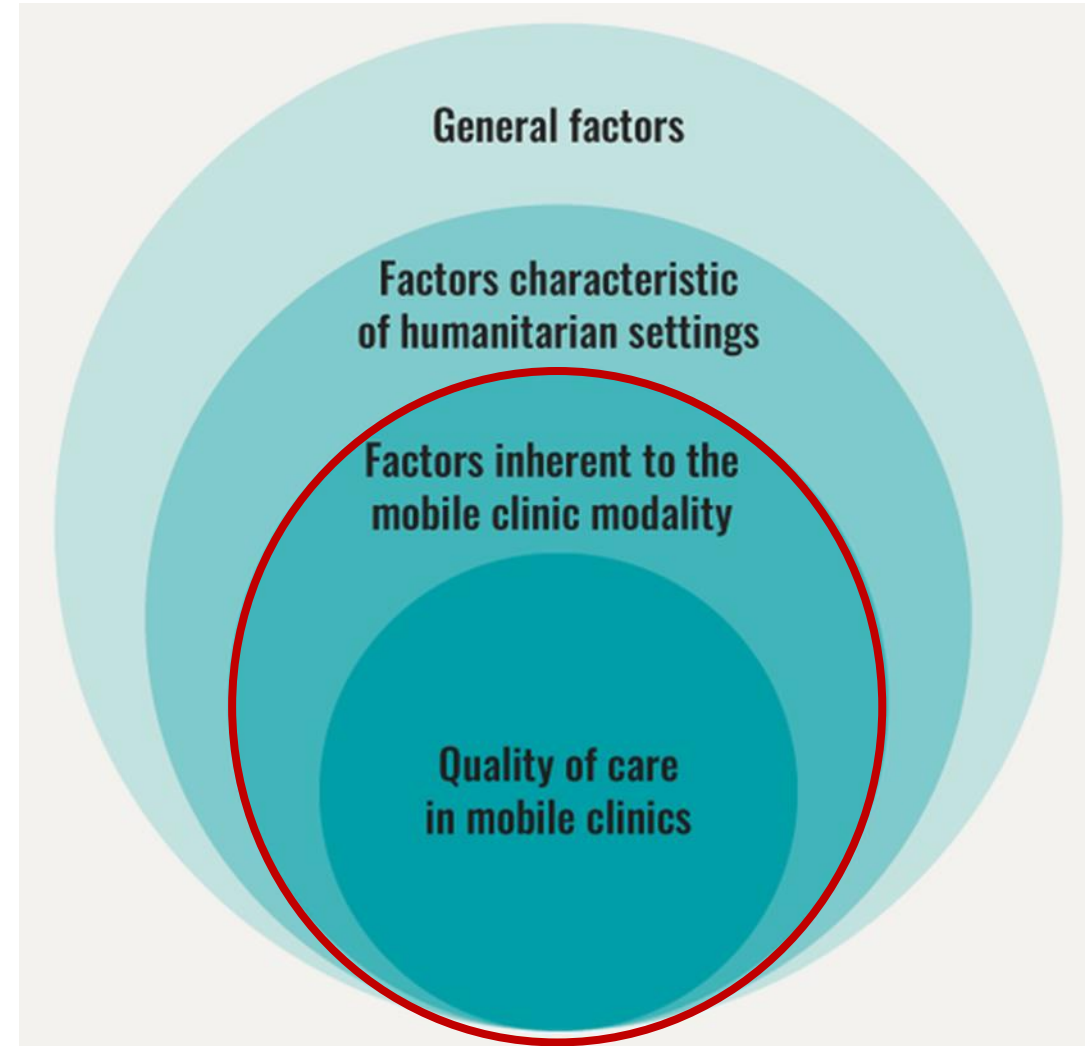 General factors
Factors characteristic
of humanitarian settings
Factors inherent to the
mobile clinic modality
Quality of care
in mobile clinics